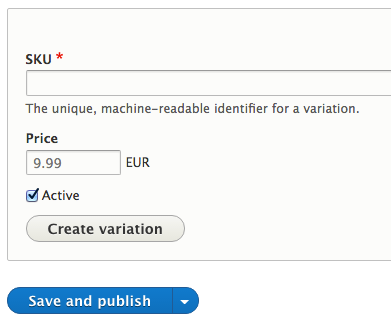 SKU *
The unique, machine-readable identifier for a variation.
Price
9.99 EUR
Active
Create variation
Save and publish